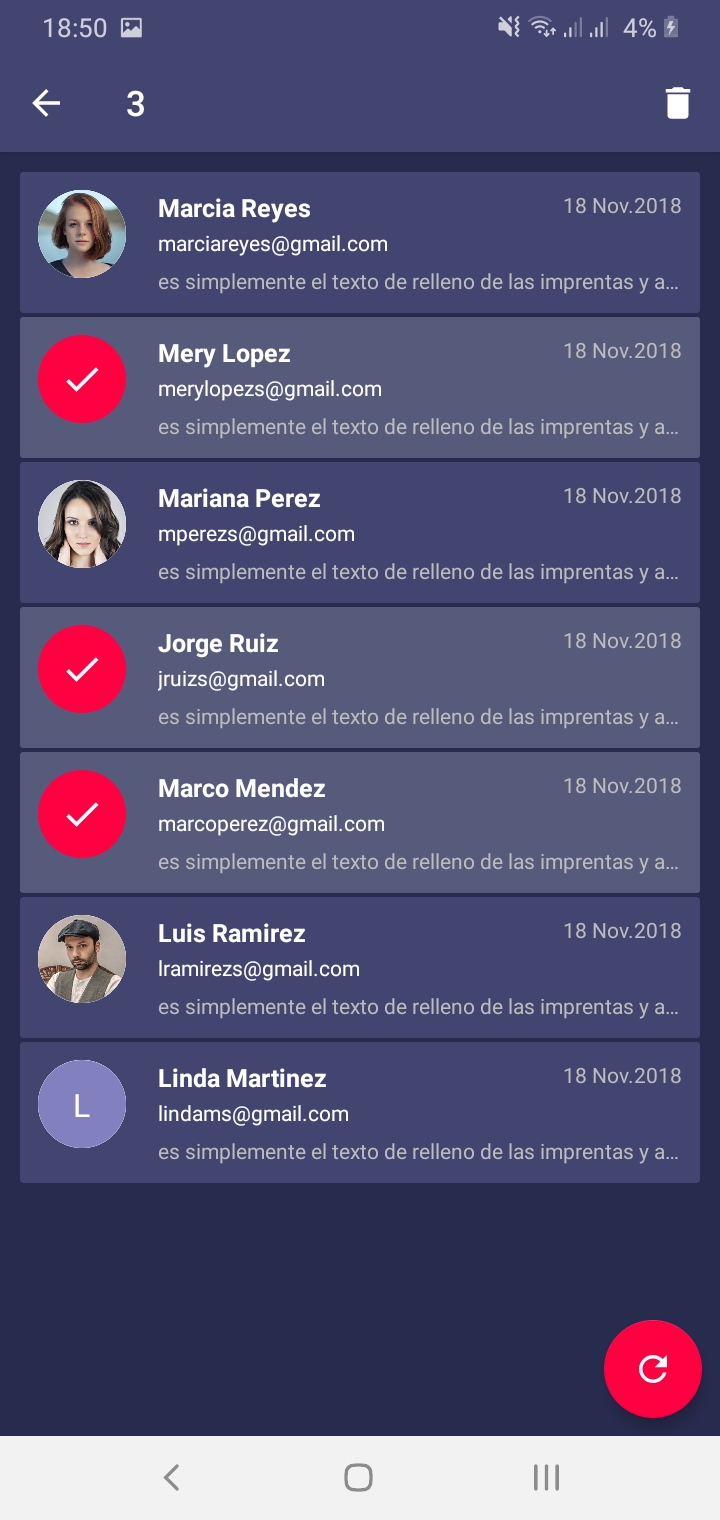 18:50 4%
3
Marcia Reyes 18 Nov.2018
marciareyes@gmail.com
es simplemente el texto de relleno de las imprentas y a...
Mery Lopez 18 Nov.2018
merylopezs@gmail.com
es simplemente el texto de relleno de las imprentas y a...
Mariana Perez 18 Nov.2018
mperezs@gmail.com
es simplemente el texto de relleno de las imprentas y a...
Jorge Ruiz 18 Nov.2018
jruizs@gmail.com
es simplemente el texto de relleno de las imprentas y a...
Marco Mendez 18 Nov.2018
marcoperez@gmail.com
es simplemente el texto de relleno de las imprentas y a...
Luis Ramirez 18 Nov.2018
lramirezs@gmail.com
es simplemente el texto de relleno de las imprentas y a...
L Linda Martinez 18 Nov.2018
lindams@gmail.com
es simplemente el texto de relleno de las imprentas y a...